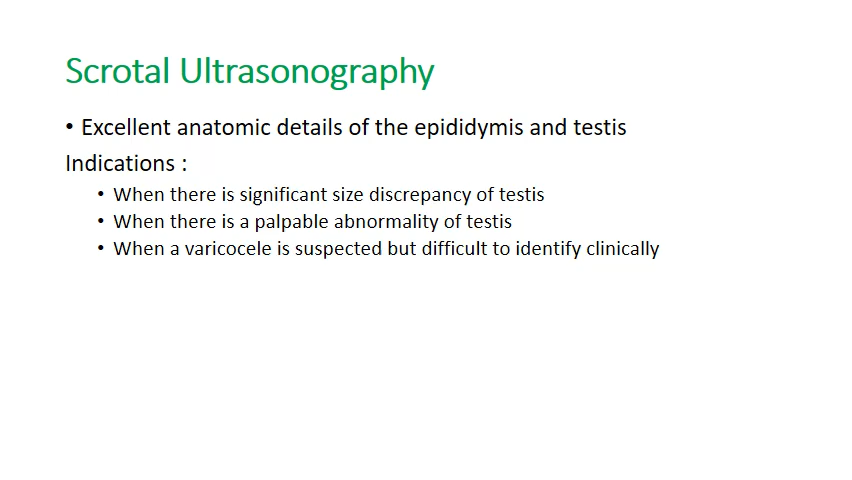 Scrotal Ultrasonography
• Excellent anatomic details of the epididymis and testis
Indications :
• When there is significant size discrepancy of testis
• When there is a palpable abnormality of testis
• When a varicocele is suspected but difficult to identify clinically